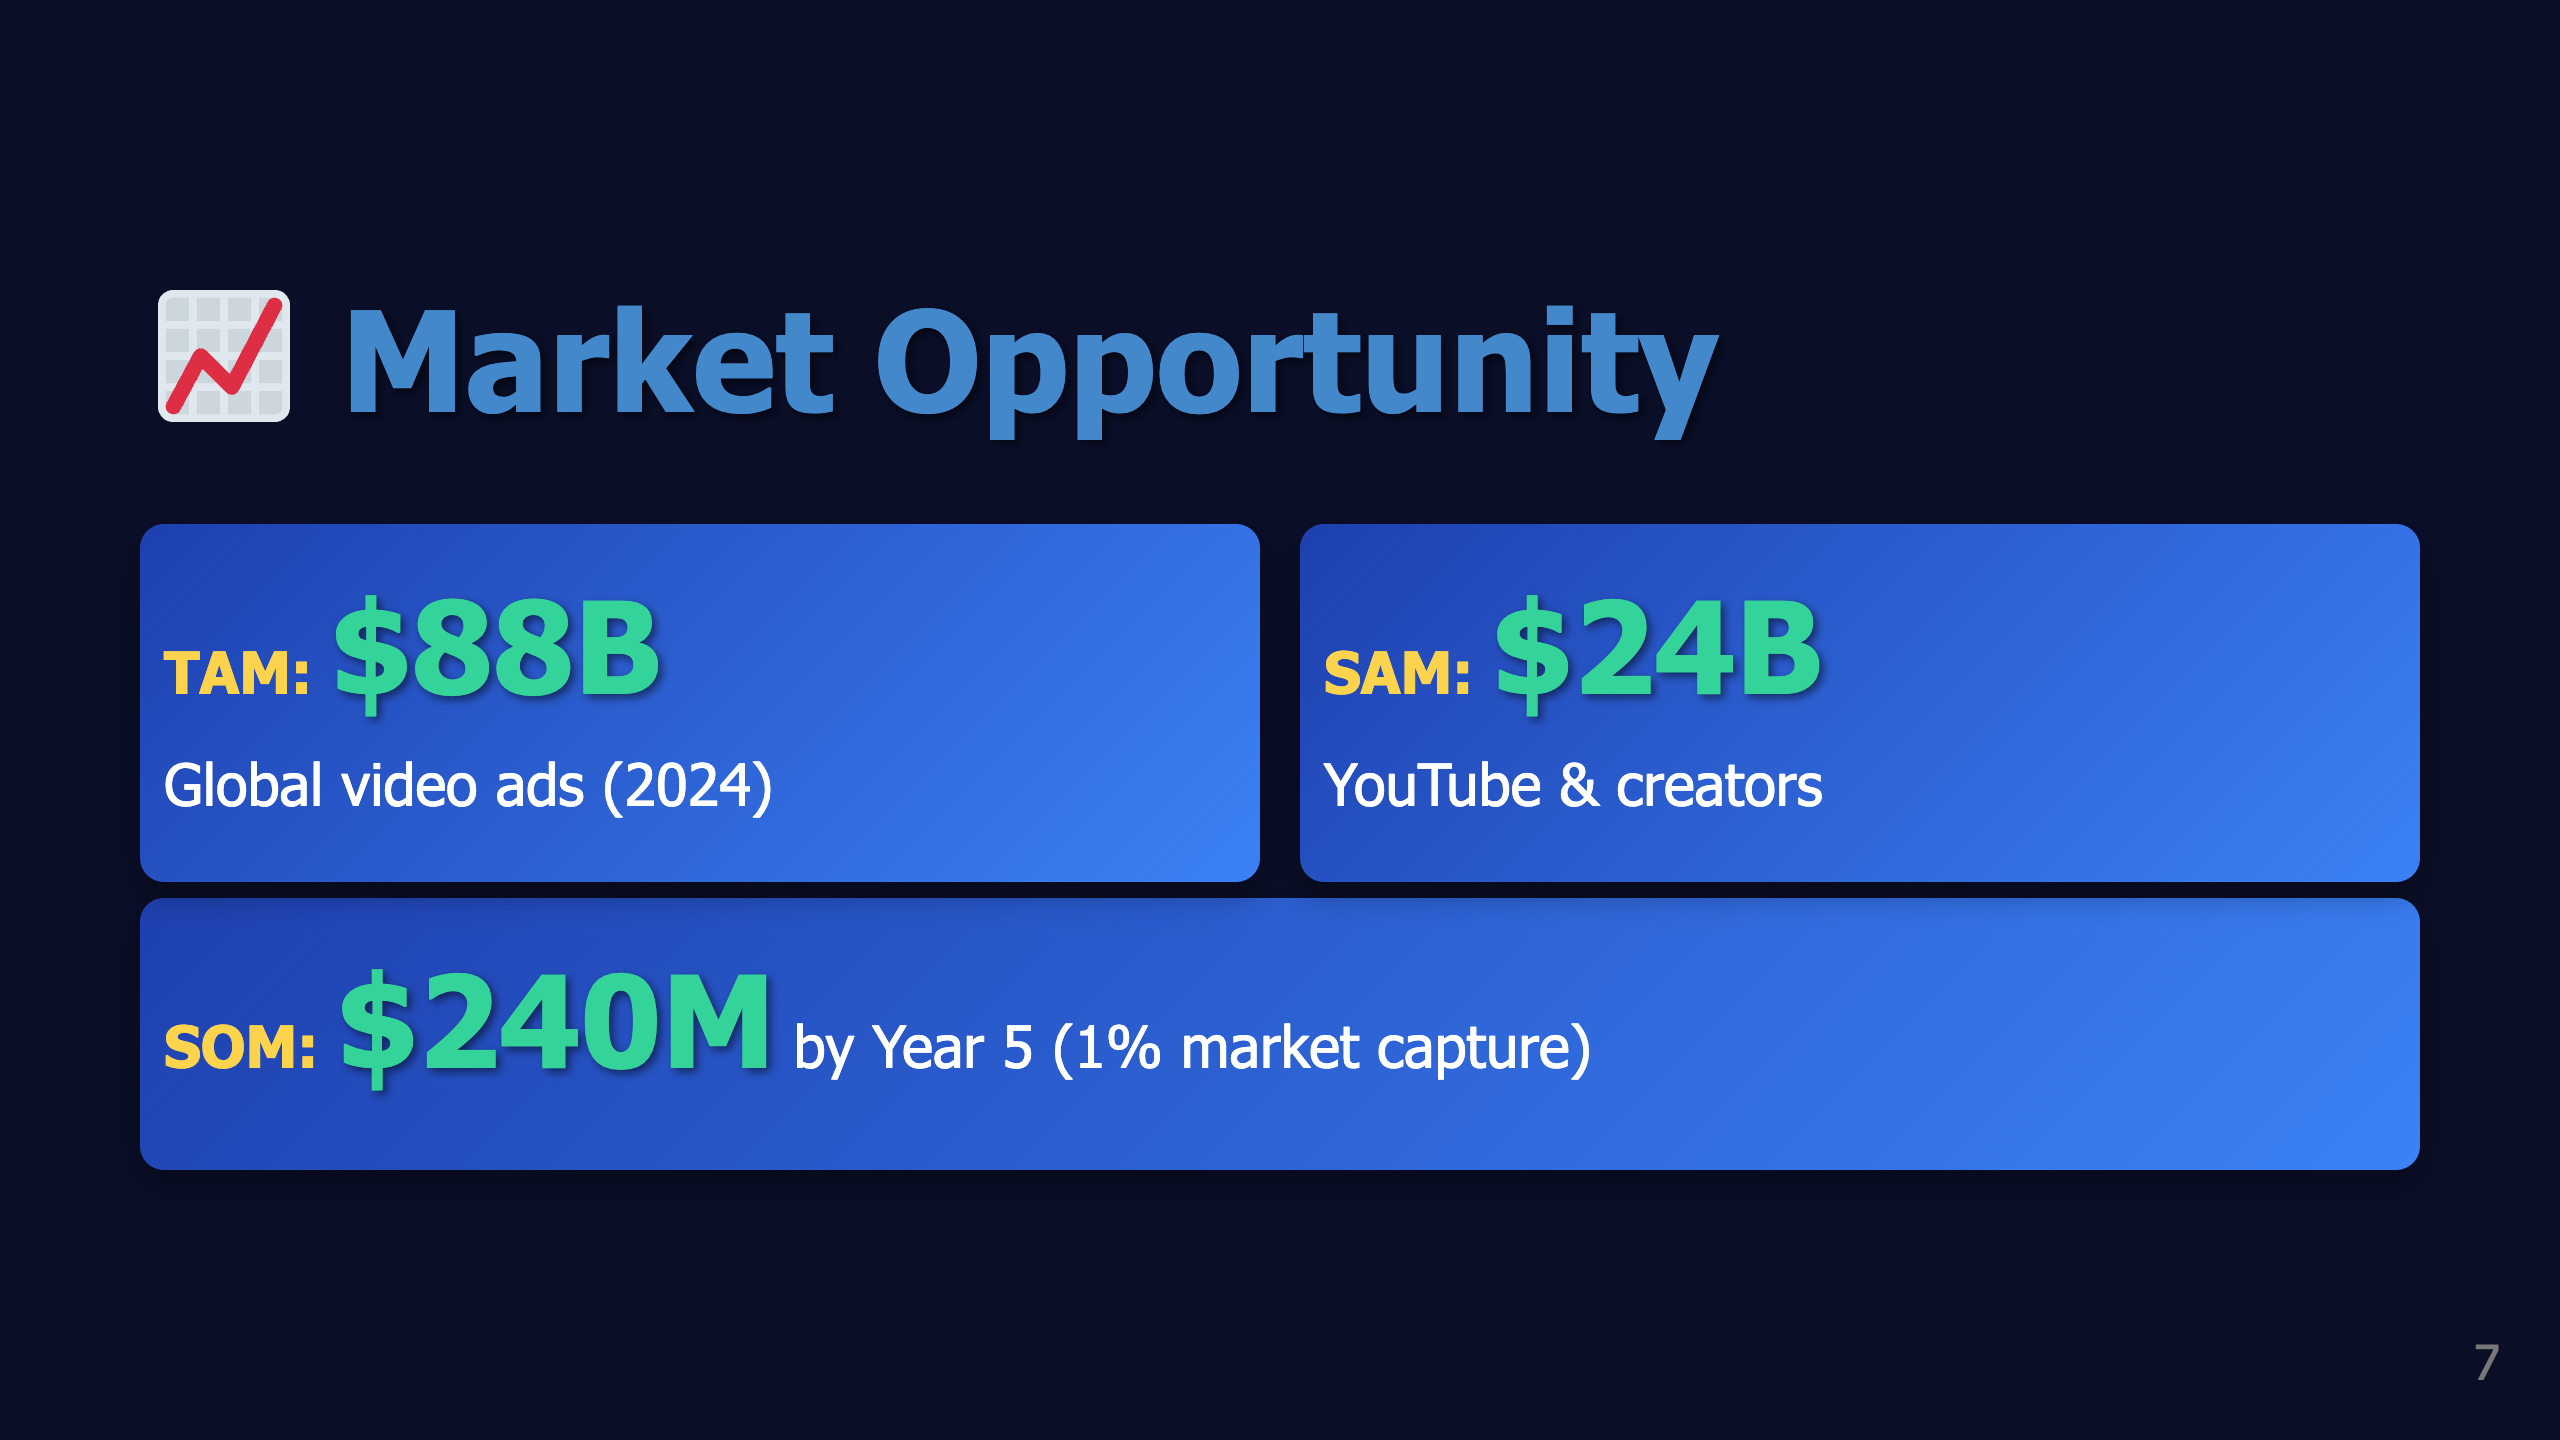 Market Opportunity
TAM: $88B
Global video ads (2024)
SAM: $24B
YouTube & creators
SOM: $240M by Year 5 (1% market capture)
7